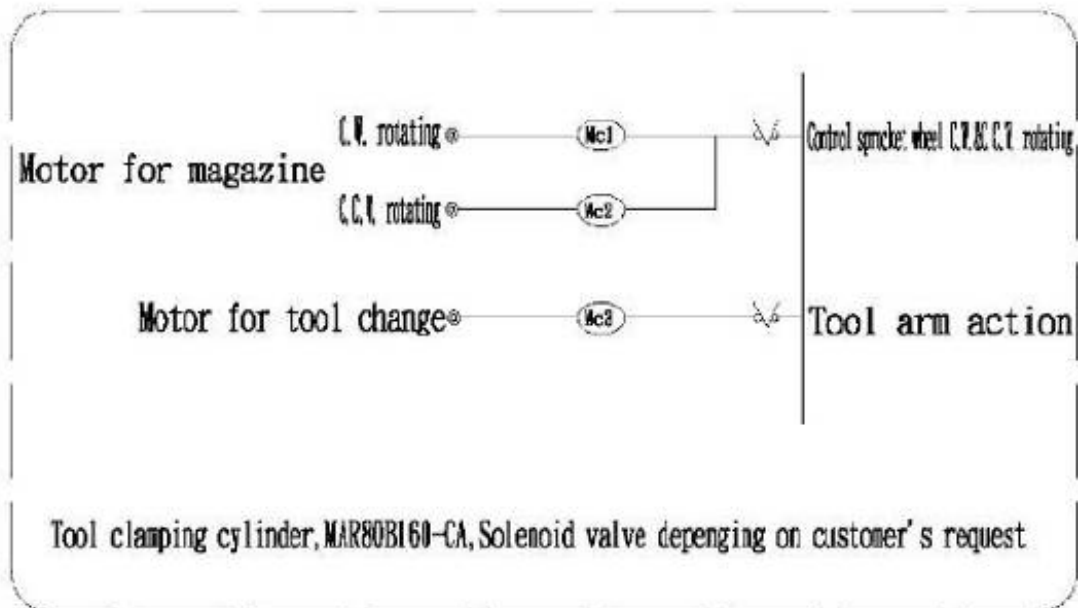 C.W. rotating
Mc1
Control sprocket wheel C.W.&C.C.W. rotating
Motor for magazine
C.C.W. rotating
Mc2
Motor for tool change
Mc3
Tool arm action
Tool clamping cylinder, MAR80B160-CA, Solenoid valve depenging on customer's request